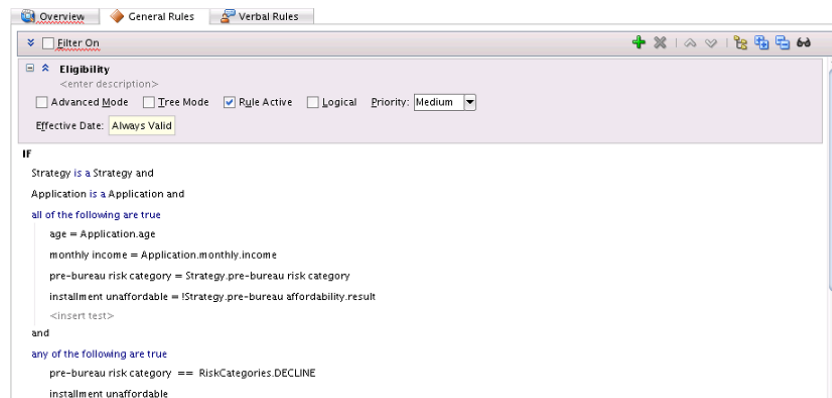 Overview General Rules Verbal Rules
Filter On
Eligibility
<enter description>
Advanced Mode Tree Mode Rule Active Logical Priority: Medium
Effective Date: Always Valid
IF
Strategy is a Strategy and
Application is a Application and
all of the following are true
age = Application.age
monthly income = Application.monthly.income
pre-bureau risk category = Strategy.pre-bureau risk category
installment unaffordable = !Strategy.pre-bureau affordability.result
<insert test>
and
any of the following are true
pre-bureau risk category == RiskCategories.DECLINE
installment unaffordable